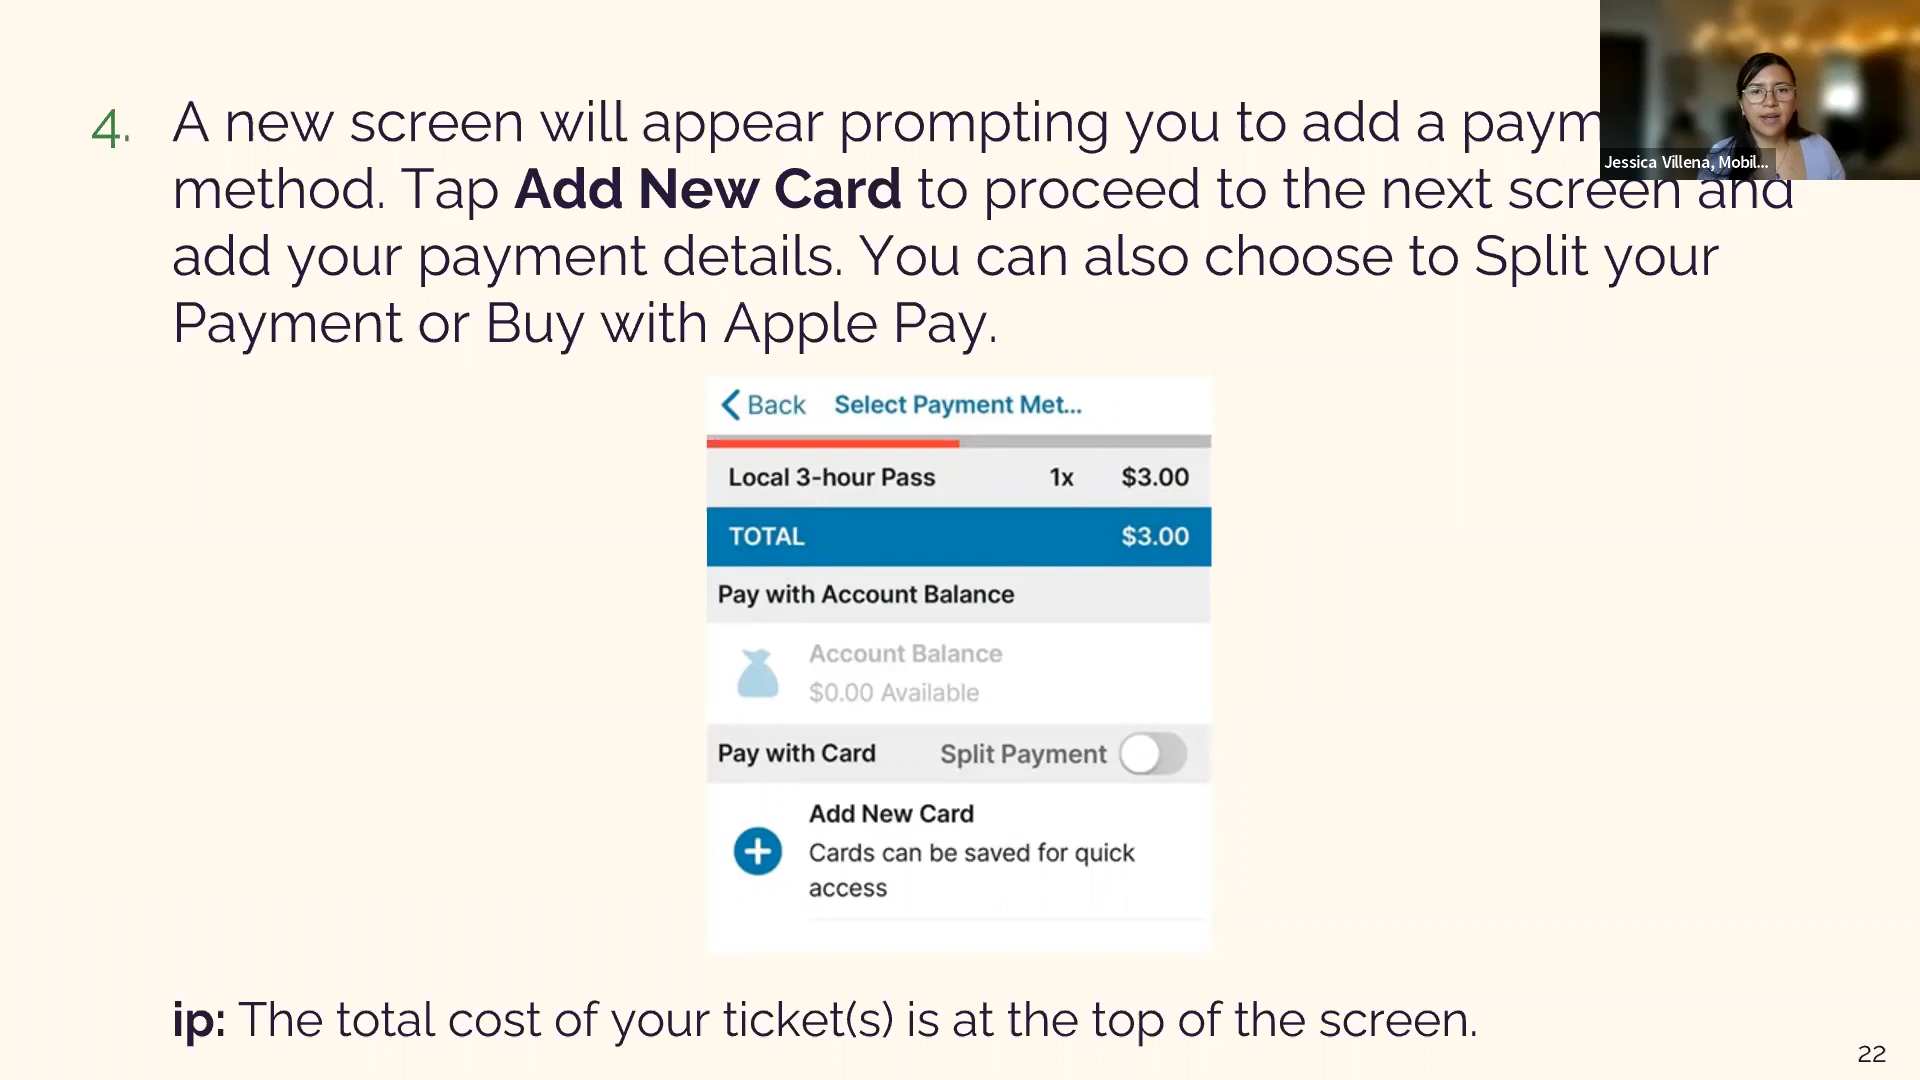 4. A new screen will appear prompting you to add a paym
method. Tap Add New Card to proceed to the next screen and
add your payment details. You can also choose to Split your
Payment or Buy with Apple Pay.
Jessica Villena, Mobil...
Back Select Payment Met...
Local 3-hour Pass 1x $3.00
TOTAL $3.00
Pay with Account Balance
Account Balance
$0.00 Available
Pay with Card Split Payment
Add New Card
Cards can be saved for quick
access
ip: The total cost of your ticket(s) is at the top of the screen.
22